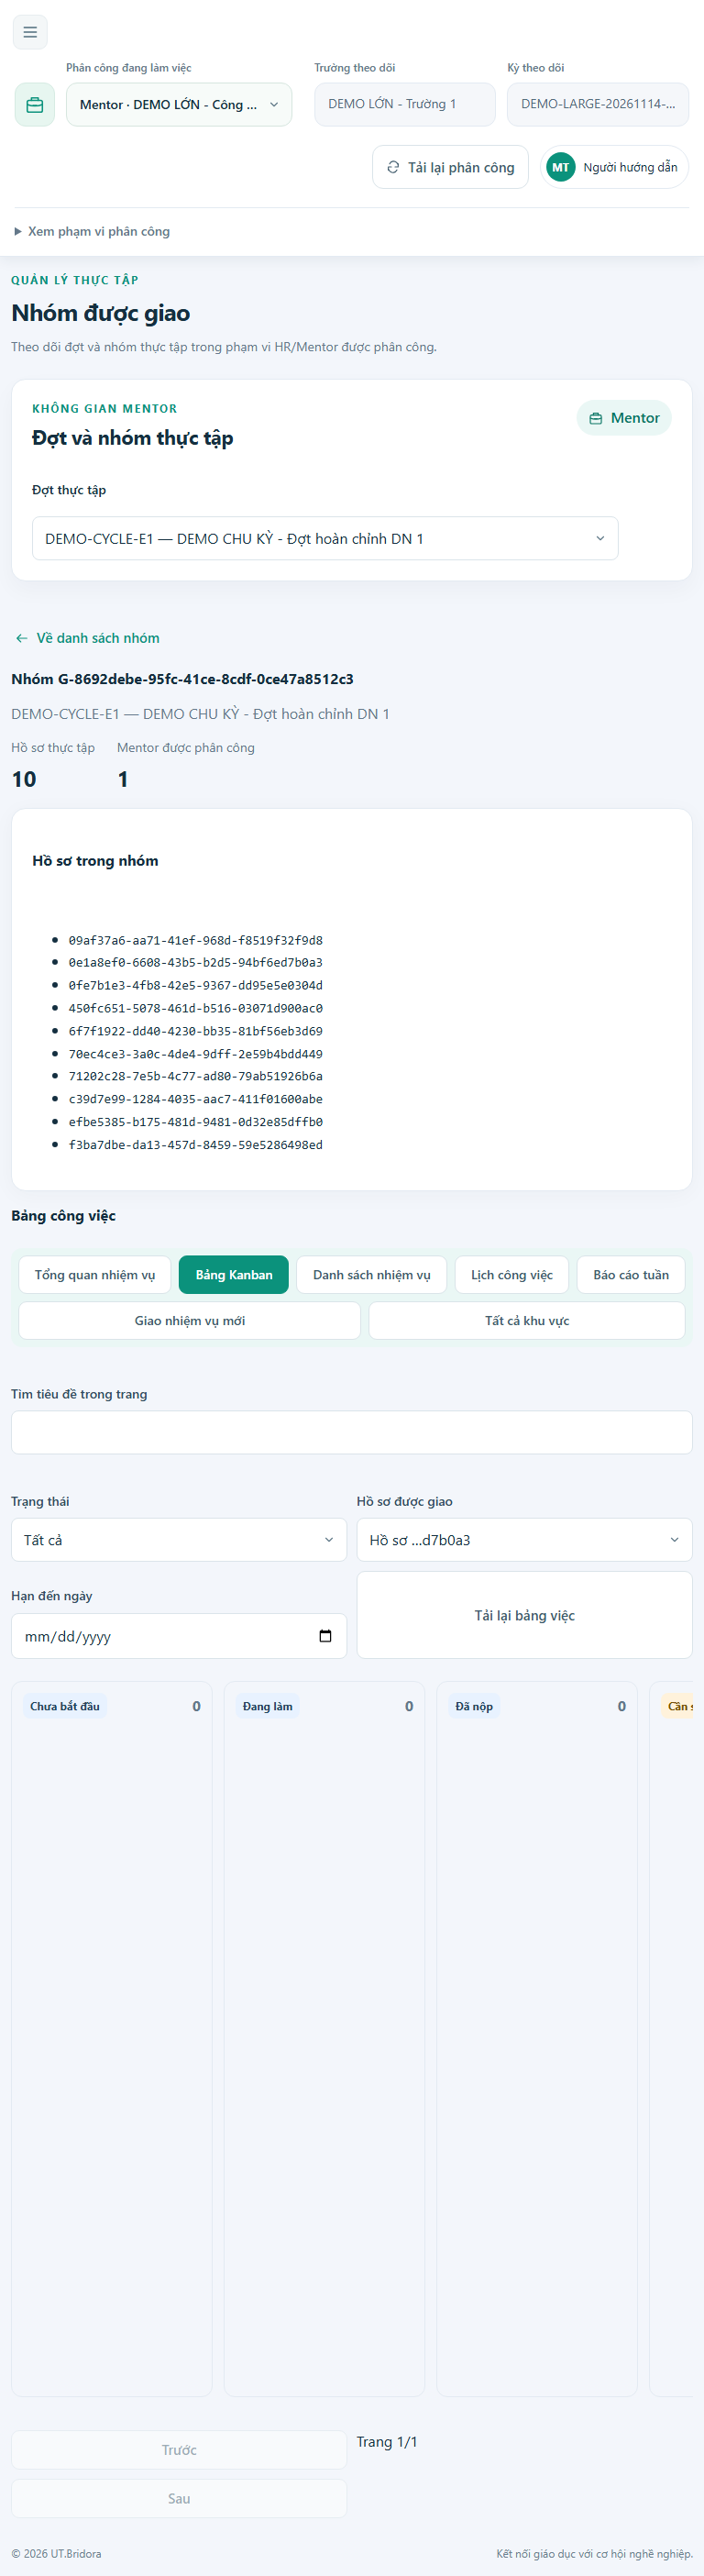 Phân công đang làm việc
Trường theo dõi
Kỳ theo dõi
Mentor · DEMO LỚN - Công ...
DEMO LỚN - Trường 1
DEMO-LARGE-20261114-...
Tải lại phân công
MT
Người hướng dẫn
Xem phạm vi phân công
QUẢN LÝ THỰC TẬP
Nhóm được giao
Theo dõi đợt và nhóm thực tập trong phạm vi HR/Mentor được phân công.
KHÔNG GIAN MENTOR
Mentor
Đợt và nhóm thực tập
Đợt thực tập
DEMO-CYCLE-E1 — DEMO CHU KỲ - Đợt hoàn chỉnh DN 1
Về danh sách nhóm
Nhóm G-8692debe-95fc-41ce-8cdf-0ce47a8512c3
DEMO-CYCLE-E1 — DEMO CHU KỲ - Đợt hoàn chỉnh DN 1
Hồ sơ thực tập
Mentor được phân công
10
1
Hồ sơ trong nhóm
09af37a6-aa71-41ef-968d-f8519f32f9d8
0e1a8ef0-6608-43b5-b2d5-94bf6ed7b0a3
0fe7b1e3-4fb8-42e5-9367-dd95e5e0304d
450fc651-5078-461d-b516-03071d900ac0
6f7f1922-dd40-4230-bb35-81bf56eb3d69
70ec4ce3-3a0c-4de4-9dff-2e59b4bdd449
71202c28-7e5b-4c77-ad80-79ab51926b6a
c39d7e99-1284-4035-aac7-411f01600abe
efbe5385-b175-481d-9481-0d32e85dffb0
f3ba7dbe-da13-457d-8459-59e5286498ed
Bảng công việc
Tổng quan nhiệm vụ
Bảng Kanban
Danh sách nhiệm vụ
Lịch công việc
Báo cáo tuần
Giao nhiệm vụ mới
Tất cả khu vực
Tìm tiêu đề trong trang
Trạng thái
Hồ sơ được giao
Tất cả
Hồ sơ …d7b0a3
Hạn đến ngày
mm/dd/yyyy
Tải lại bảng việc
Chưa bắt đầu
0
Đang làm
0
Đã nộp
0
Cần s
Trước
Trang 1/1
Sau
© 2026 UT.Bridora
Kết nối giáo dục với cơ hội nghề nghiệp.